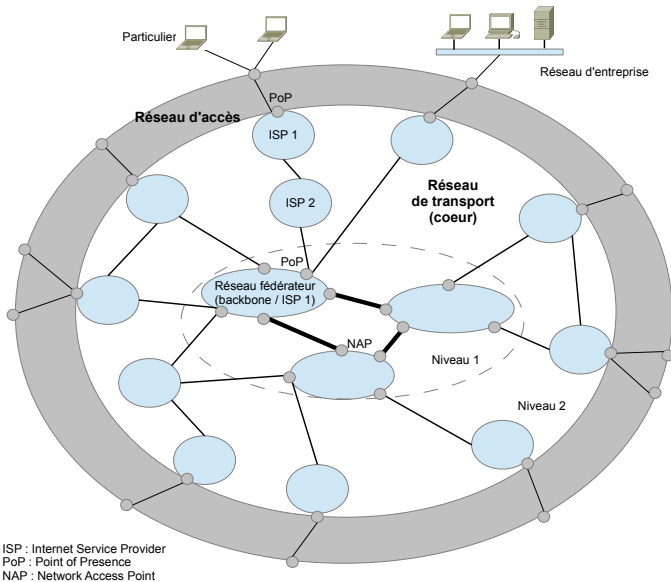 Particulier
Réseau d'entreprise
PoP
Réseau d'accès
ISP 1
Réseau
de transport
(coeur)
ISP 2
PoP
Réseau fédérateur
(backbone / ISP 1)
NAP
Niveau 1
Niveau 2
ISP : Internet Service Provider
PoP : Point of Presence
NAP : Network Access Point